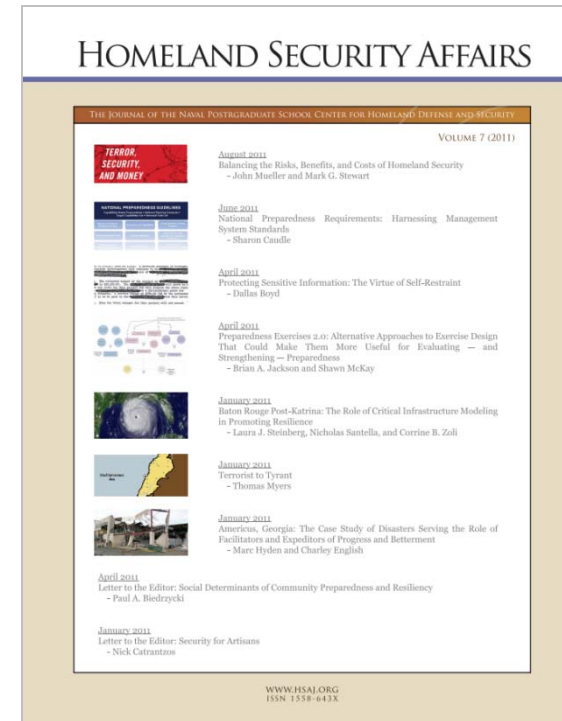 HOMELAND SECURITY AFFAIRS
THE JOURNAL OF THE NAVAL POSTRGRADUATE SCHOOL CENTER FOR HOMELAND DEFENSE AND SECURITY
VOLUME 7 (2011)
TERROR,
SECURITY,
AND MONEY
August 2011
Balancing the Risks, Benefits, and Costs of Homeland Security
– John Mueller and Mark G. Stewart
NATIONAL PREPAREDNESS GUIDELINES
June 2011
National Preparedness Requirements: Harnessing Management
System Standards
– Sharon Caudle
April 2011
Protecting Sensitive Information: The Virtue of Self-Restraint
– Dallas Boyd
April 2011
Preparedness Exercises 2.0: Alternative Approaches to Exercise Design
That Could Make Them More Useful for Evaluating — and
Strengthening — Preparedness
– Brian A. Jackson and Shawn McKay
January 2011
Baton Rouge Post-Katrina: The Role of Critical Infrastructure Modeling
in Promoting Resilience
– Laura J. Steinberg, Nicholas Santella, and Corrine B. Zoli
January 2011
Terrorist to Tyrant
– Thomas Myers
January 2011
Americus, Georgia: The Case Study of Disasters Serving the Role of
Facilitators and Expeditors of Progress and Betterment
– Marc Hyden and Charley English
April 2011
Letter to the Editor: Social Determinants of Community Preparedness and Resiliency
– Paul A. Biedrzycki
January 2011
Letter to the Editor: Security for Artisans
– Nick Catrantzos
WWW.HSAJ.ORG
ISSN 1558-643X